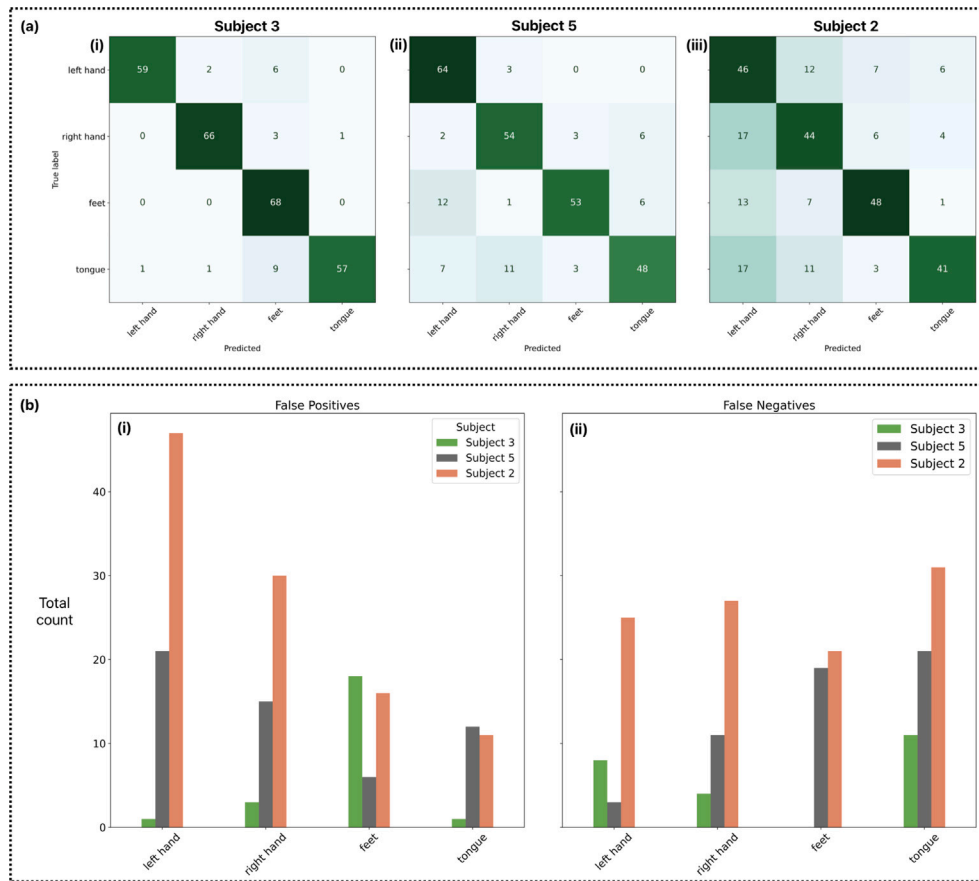 (a)
Subject 3
Subject 5
Subject 2
(i)
(ii)
(iii)
True label
left hand
right hand
feet
tongue
59 2 6 0
0 66 3 1
0 0 68 0
1 1 9 57
64 3 0 0
2 54 3 6
12 1 53 6
7 11 3 48
46 12 7 6
17 44 6 4
13 7 48 1
17 11 3 41
left hand right hand feet tongue
left hand right hand feet tongue
left hand right hand feet tongue
Predicted
Predicted
Predicted
(b)
False Positives
(i)
Subject
Subject 3
Subject 5
Subject 2
Total
count
40
30
20
10
0
left hand right hand feet tongue
False Negatives
(ii)
Subject 3
Subject 5
Subject 2
left hand right hand feet tongue